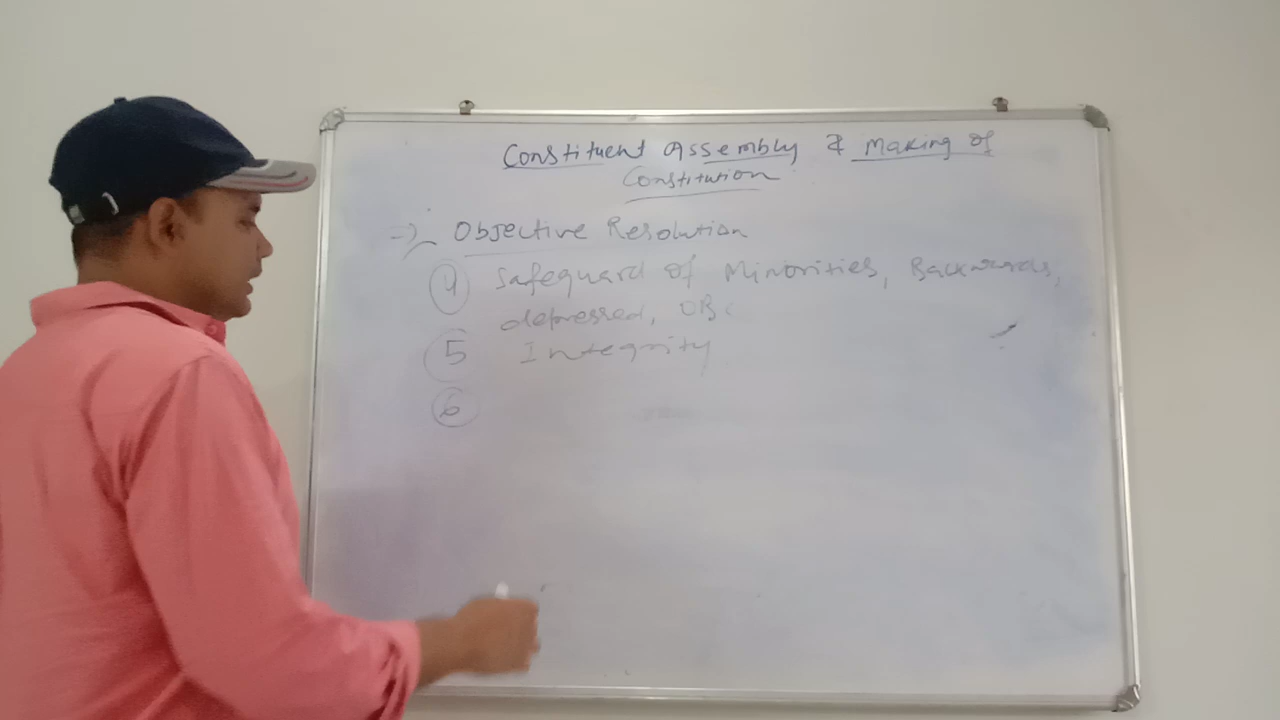 Constituent Assembly & Making of
Constitution
=> Objective Resolution
4 Safeguard of Minorities, Backwards,
depressed, OBC
5 Integrity
6